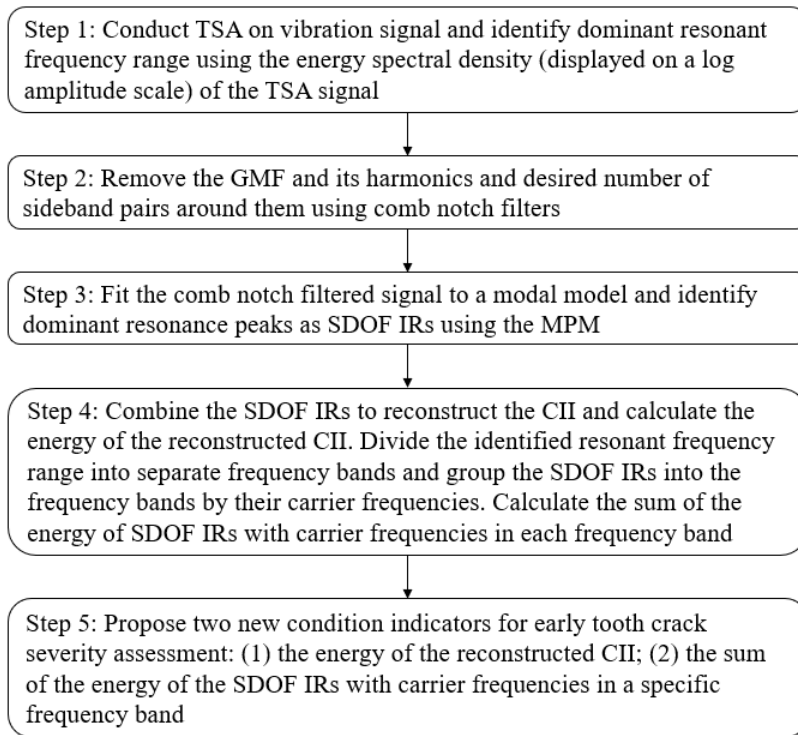 Step 1: Conduct TSA on vibration signal and identify dominant resonant
frequency range using the energy spectral density (displayed on a log
amplitude scale) of the TSA signal
Step 2: Remove the GMF and its harmonics and desired number of
sideband pairs around them using comb notch filters
Step 3: Fit the comb notch filtered signal to a modal model and identify
dominant resonance peaks as SDOF IRs using the MPM
Step 4: Combine the SDOF IRs to reconstruct the CII and calculate the
energy of the reconstructed CII. Divide the identified resonant frequency
range into separate frequency bands and group the SDOF IRs into the
frequency bands by their carrier frequencies. Calculate the sum of the
energy of SDOF IRs with carrier frequencies in each frequency band
Step 5: Propose two new condition indicators for early tooth crack
severity assessment: (1) the energy of the reconstructed CII; (2) the sum
of the energy of the SDOF IRs with carrier frequencies in a specific
frequency band